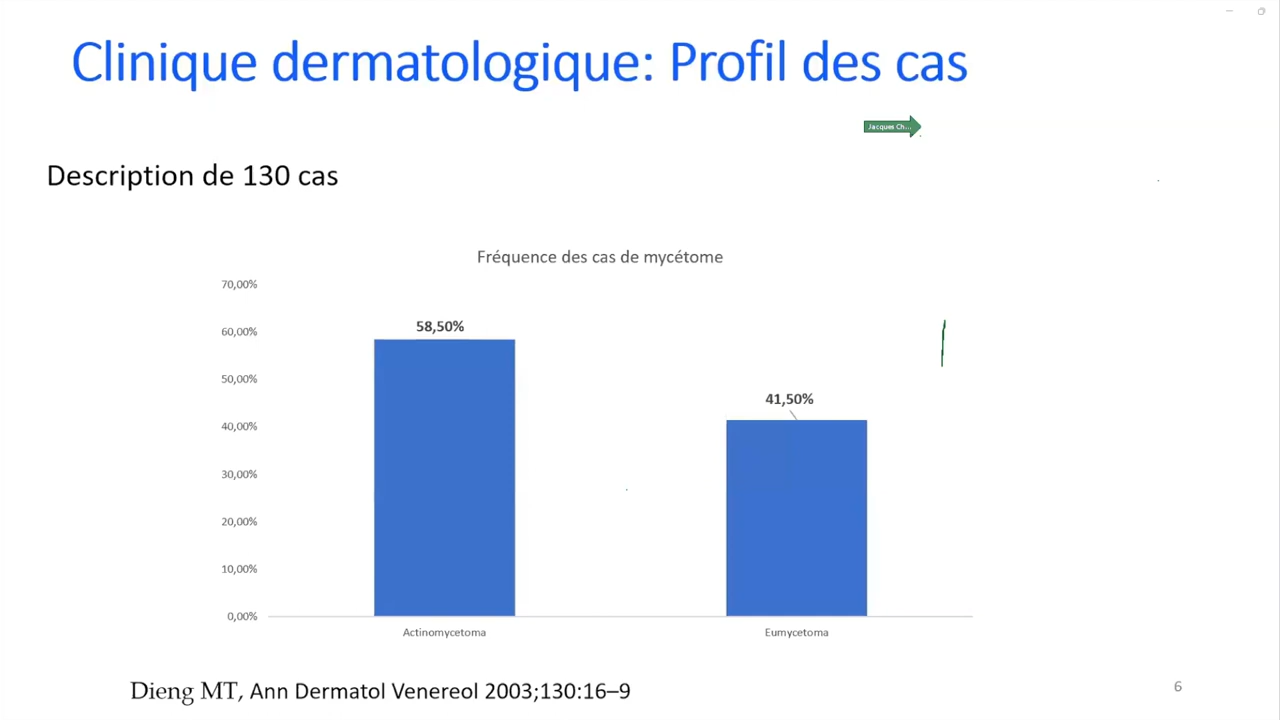 Clinique dermatologique: Profil des cas
Jacques Ch...
Description de 130 cas
Fréquence des cas de mycétome
70,00%
60,00%
50,00%
40,00%
30,00%
20,00%
10,00%
0,00%
58,50%
41,50%
Actinomycetoma
Eumycetoma
Dieng MT, Ann Dermatol Venereol 2003;130:16–9
6